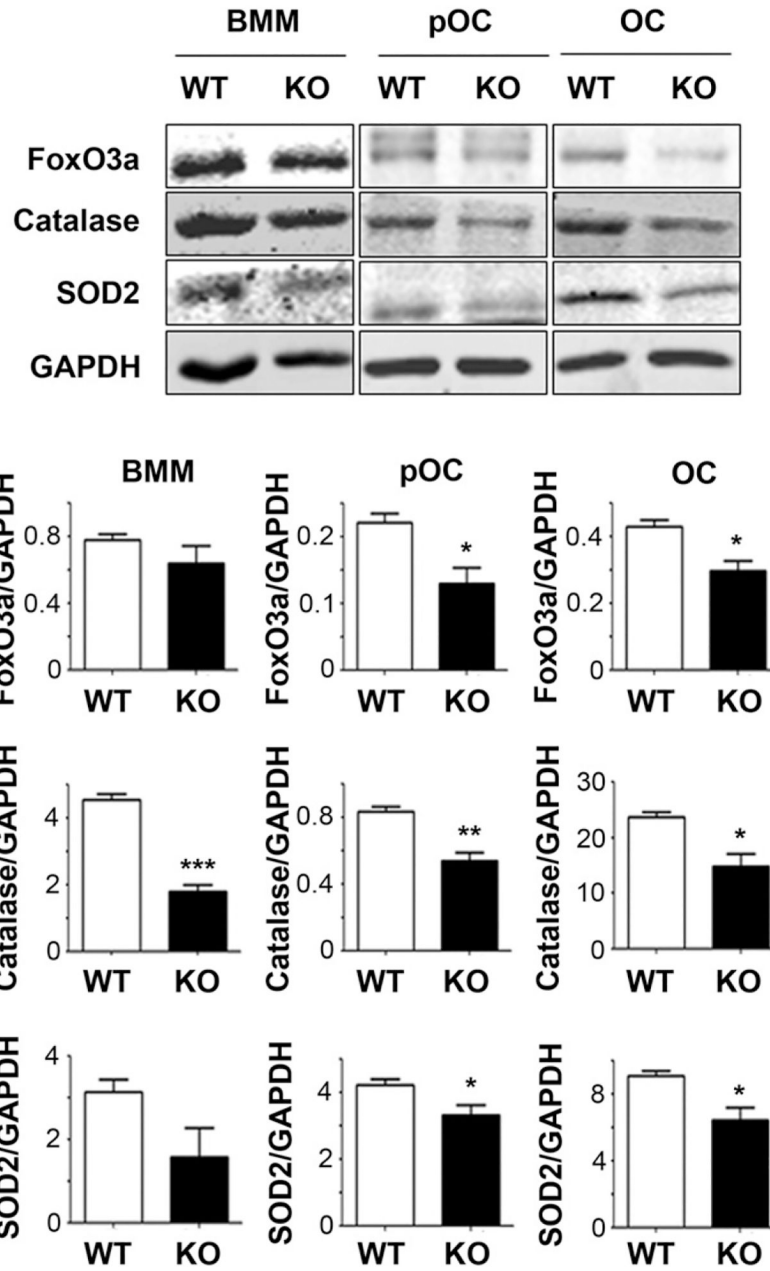 BMM pOC OC
WT KO WT KO WT KO
FoxO3a
Catalase
SOD2
GAPDH
BMM pOC OC
FoxO3a/GAPDH
0.8
0.4
0
WT KO
FoxO3a/GAPDH
0.2
0.1
0
*
WT KO
FoxO3a/GAPDH
0.4
0.2
0
*
WT KO
Catalase/GAPDH
4
2
0
***
WT KO
Catalase/GAPDH
0.8
0.4
0
**
WT KO
Catalase/GAPDH
30
20
10
0
*
WT KO
SOD2/GAPDH
4
2
0
WT KO
SOD2/GAPDH
4
2
0
*
WT KO
SOD2/GAPDH
8
4
0
*
WT KO